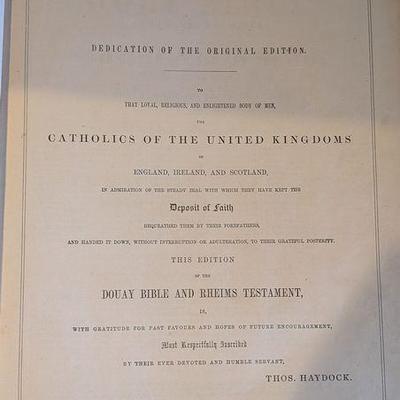 DEDICATION OF THE ORIGINAL EDITION.
TO
THAT LOYAL, RELIGIOUS, AND ENLIGHTENED BODY OF MEN,
THE
CATHOLICS OF THE UNITED KINGDOMS
OF
ENGLAND, IRELAND, AND SCOTLAND,
IN ADMIRATION OF THE STEADY ZEAL WITH WHICH THEY HAVE KEPT THE
Deposit of Faith
BEQUEATHED THEM BY THEIR FOREFATHERS,
AND HANDED IT DOWN, WITHOUT INTERRUPTION OR ADULTERATION, TO THEIR GRATEFUL POSTERITY.
THIS EDITION
OF THE
DOUAY BIBLE AND RHEIMS TESTAMENT,
IS,
WITH GRATITUDE FOR PAST FAVOURS AND HOPES OF FUTURE ENCOURAGEMENT,
Most Respectfully Inscribed
BY THEIR EVER DEVOTED AND HUMBLE SERVANT,
THOS. HAYDOCK.